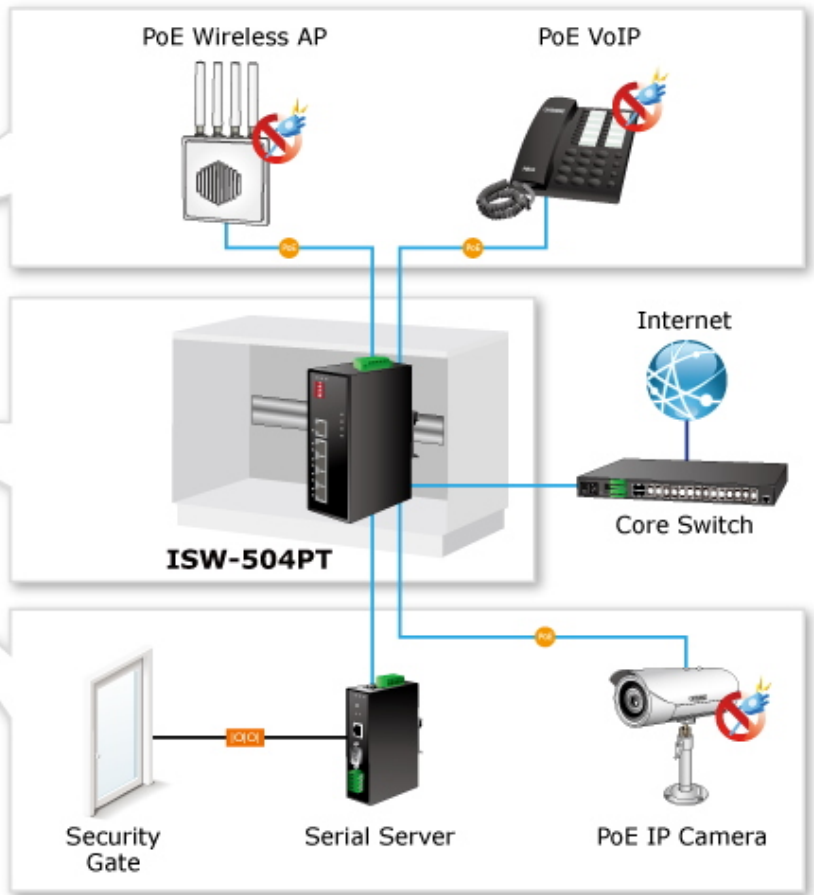 PoE Wireless AP
PoE VoIP
PoE
PoE
Internet
Core Switch
ISW-504PT
PoE
|O|O|
Security
Gate
Serial Server
PoE IP Camera